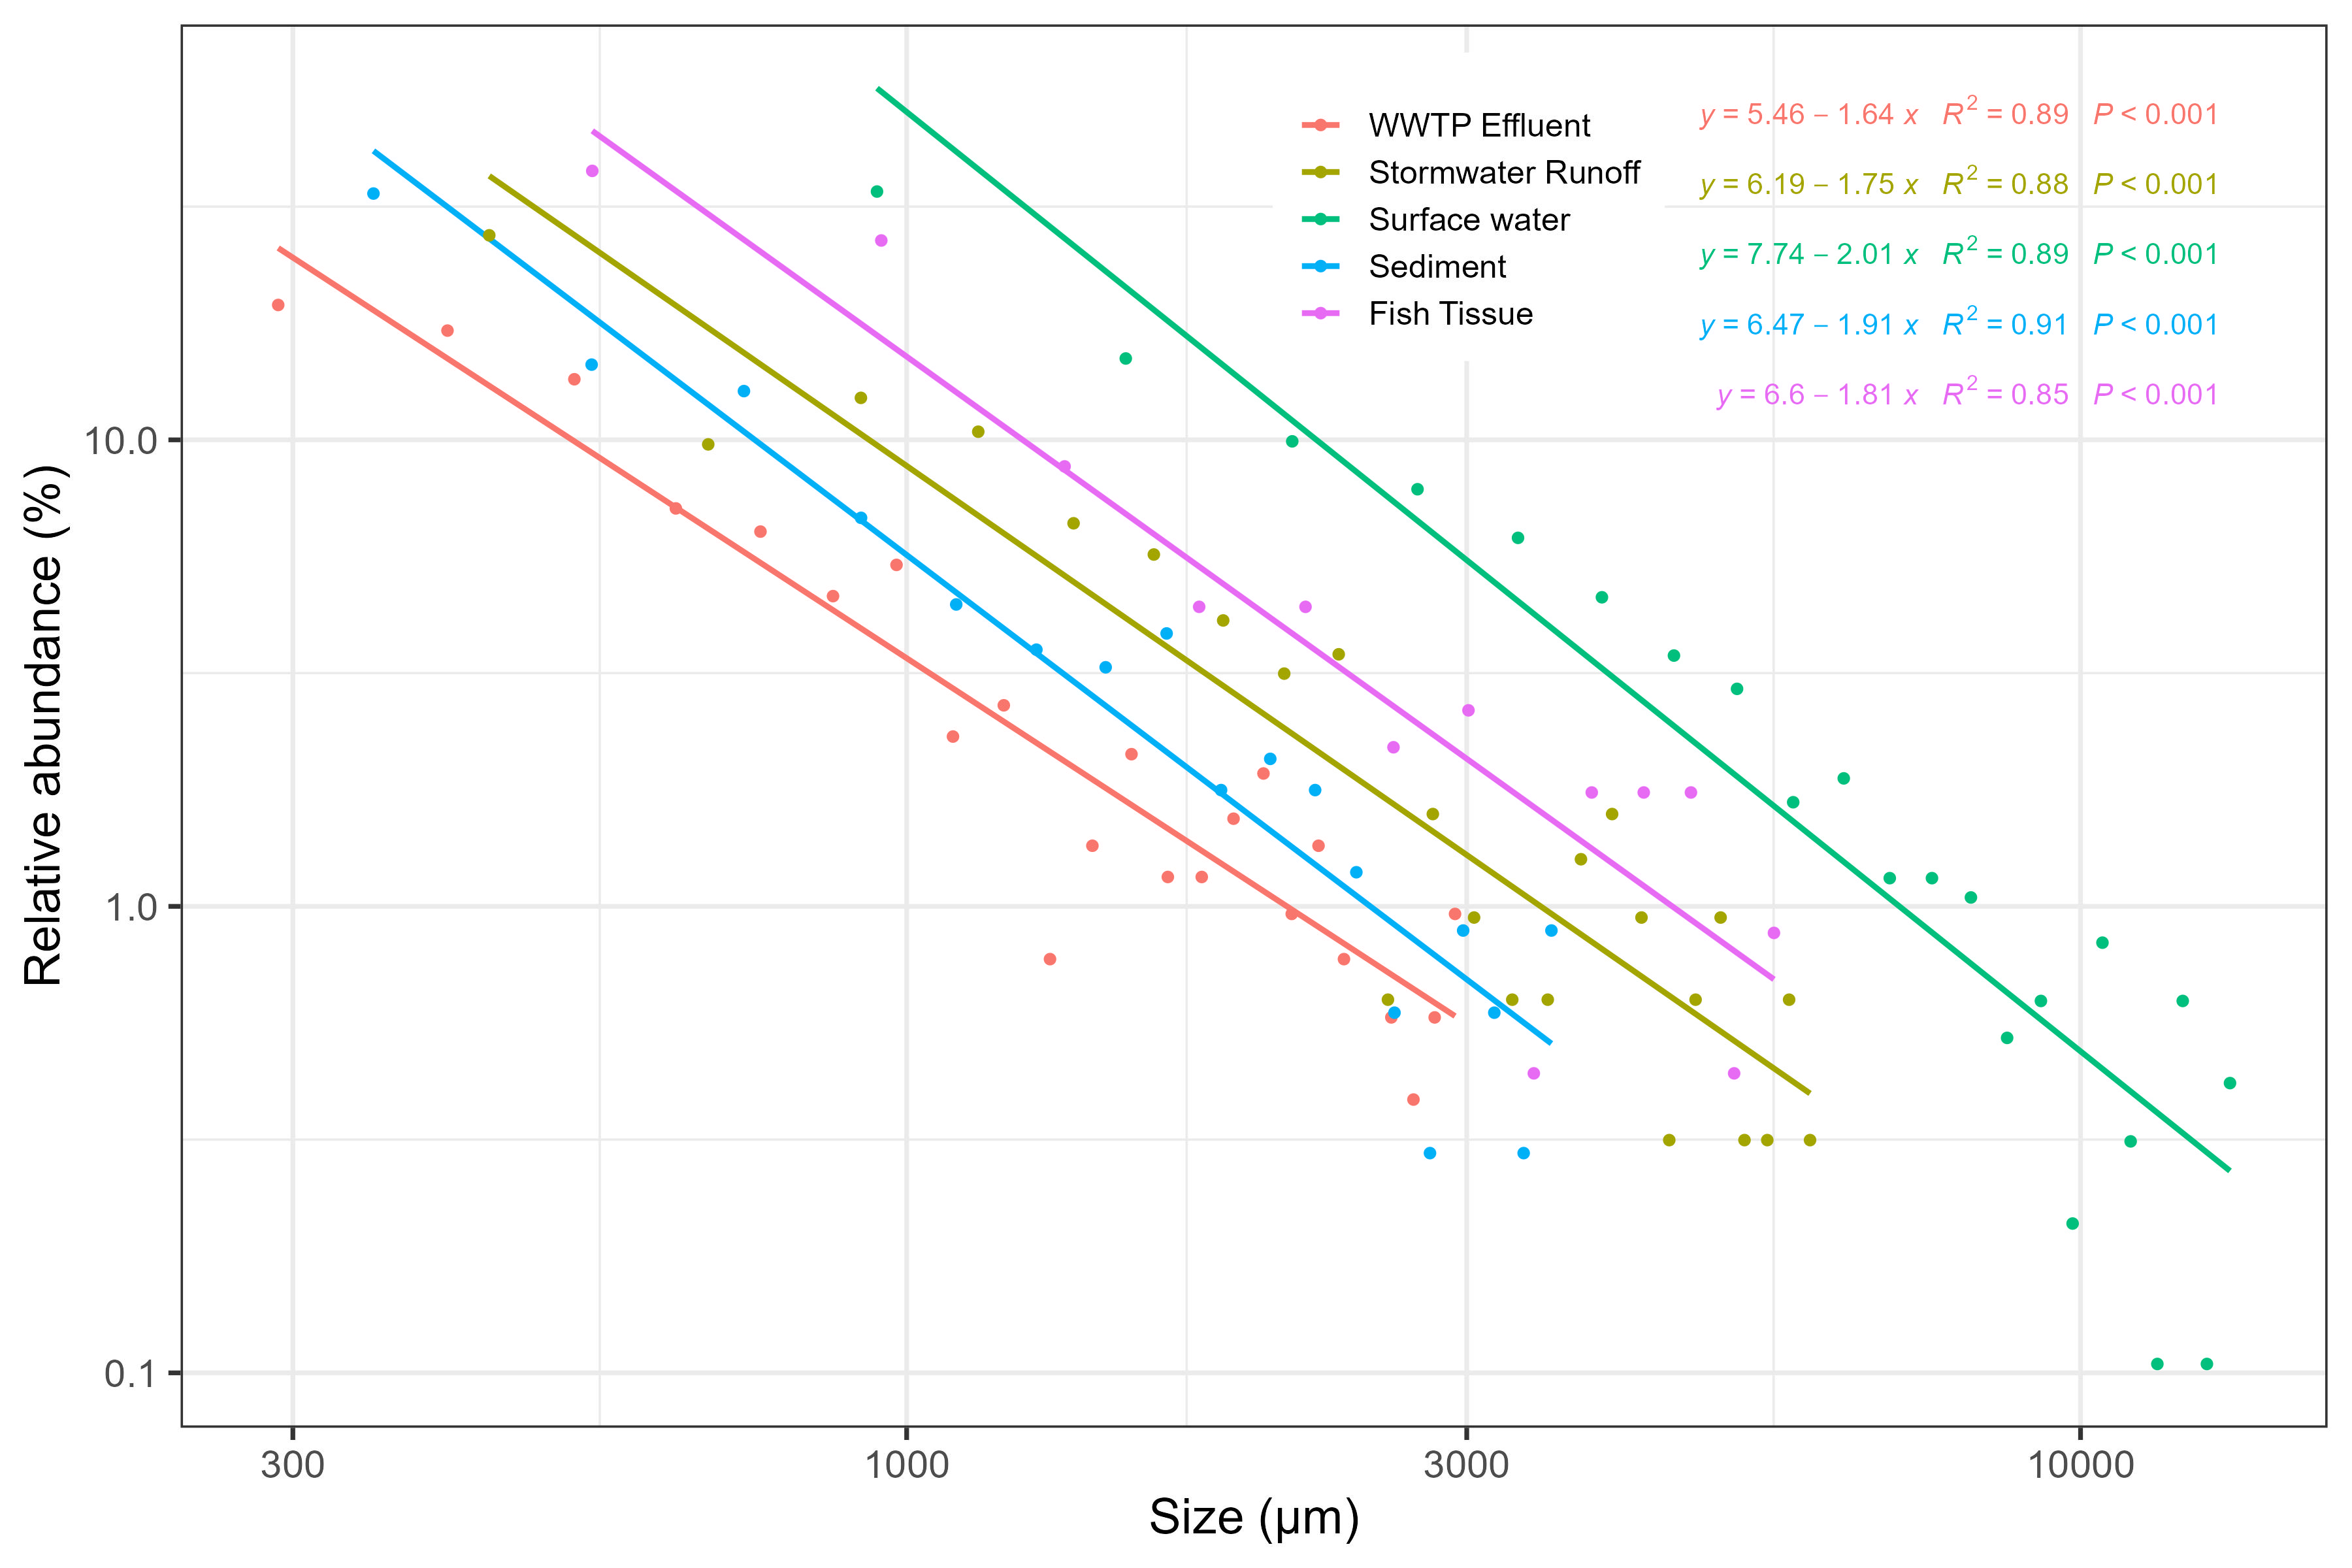 WWTP Effluent
Stormwater Runoff
Surface water
Sediment
Fish Tissue
y = 5.46 − 1.64 x R² = 0.89 P < 0.001
y = 6.19 − 1.75 x R² = 0.88 P < 0.001
y = 7.74 − 2.01 x R² = 0.89 P < 0.001
y = 6.47 − 1.91 x R² = 0.91 P < 0.001
y = 6.6 − 1.81 x R² = 0.85 P < 0.001
Relative abundance (%)
10.0
1.0
0.1
300 1000 3000 10000
Size (µm)